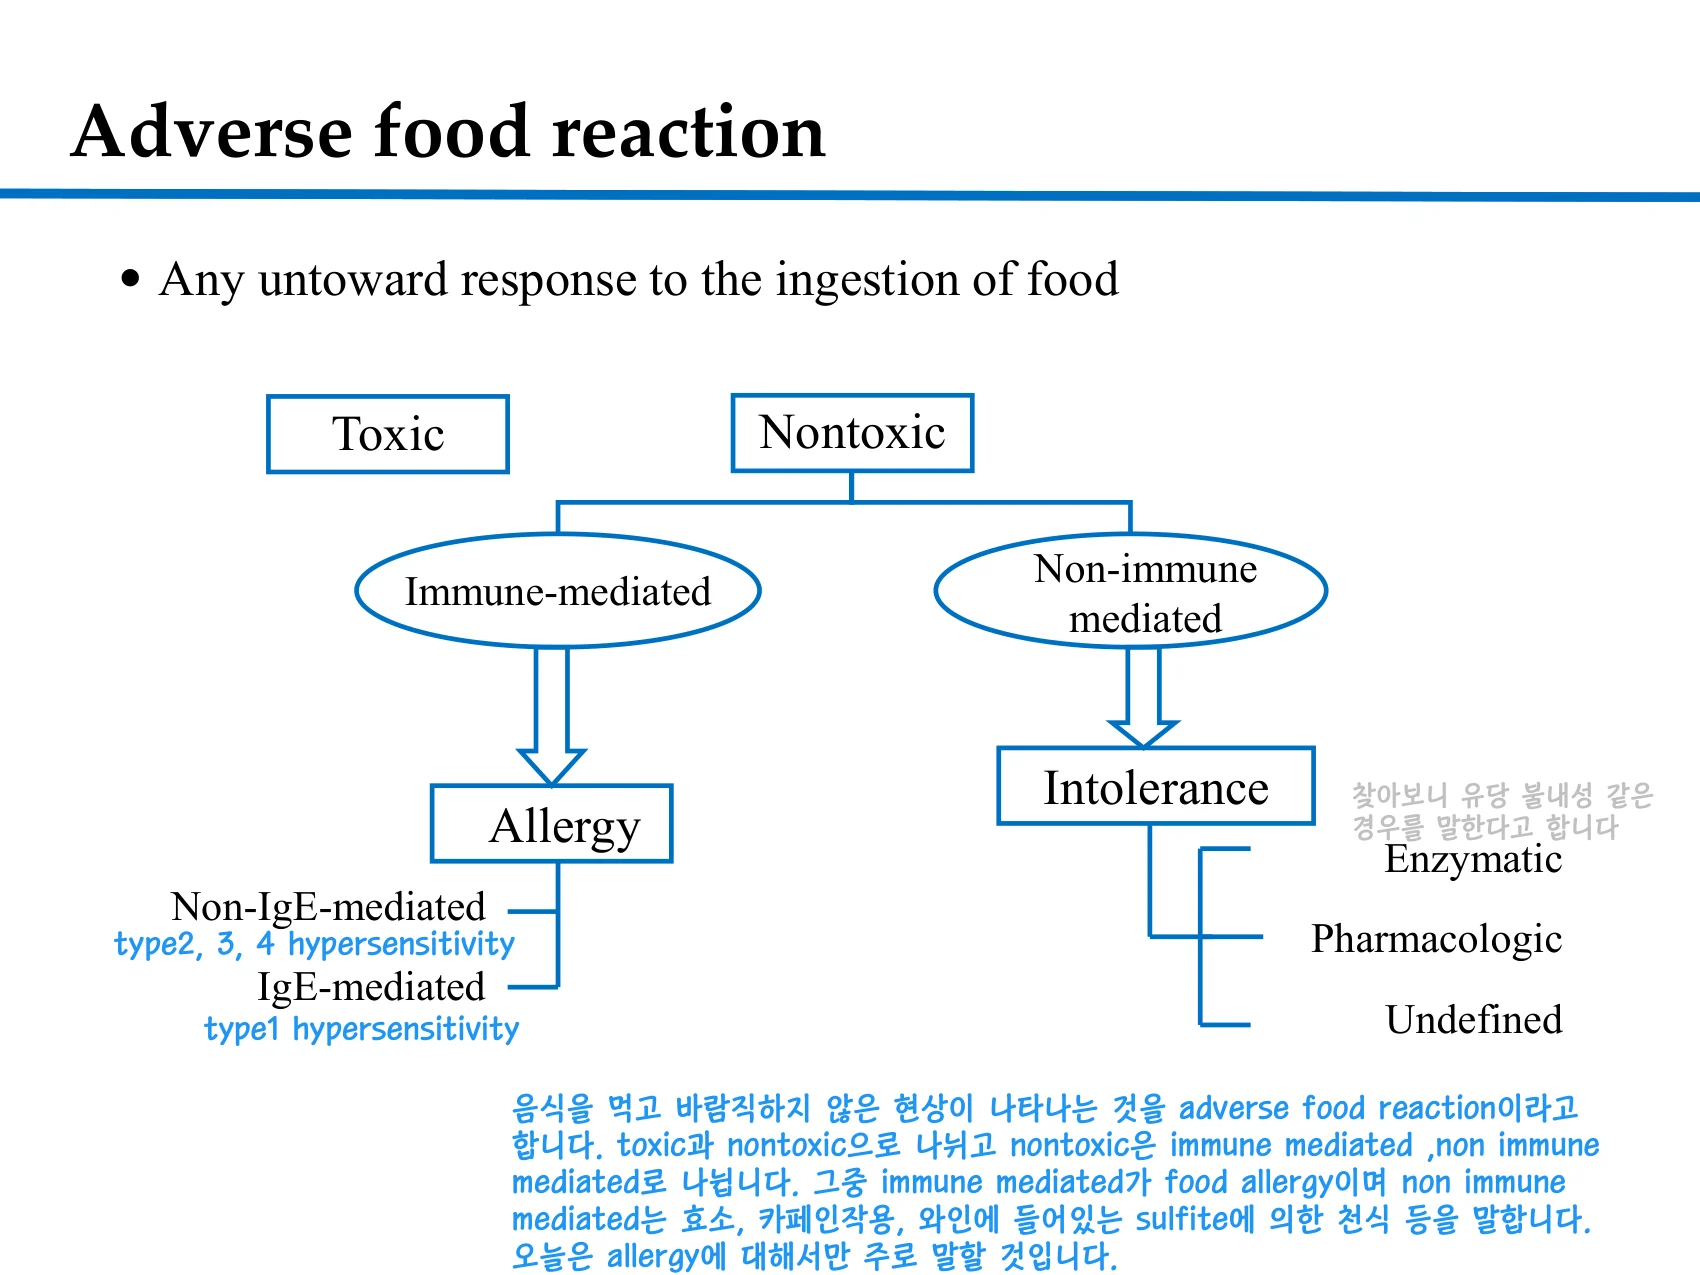 Adverse food reaction
• Any untoward response to the ingestion of food
Toxic
Nontoxic
Immune-mediated
Non-immune
mediated
Allergy
Intolerance
찾아보니 유당 불내성 같은
경우를 말한다고 합니다
Non-IgE-mediated
type2, 3, 4 hypersensitivity
IgE-mediated
type1 hypersensitivity
Enzymatic
Pharmacologic
Undefined
음식을 먹고 바람직하지 않은 현상이 나타나는 것을 adverse food reaction이라고
합니다. toxic과 nontoxic으로 나뉘고 nontoxic은 immune mediated ,non immune
mediated로 나뉩니다. 그중 immune mediated가 food allergy이며 non immune
mediated는 효소, 카페인작용, 와인에 들어있는 sulfite에 의한 천식 등을 말합니다.
오늘은 allergy에 대해서만 주로 말할 것입니다.